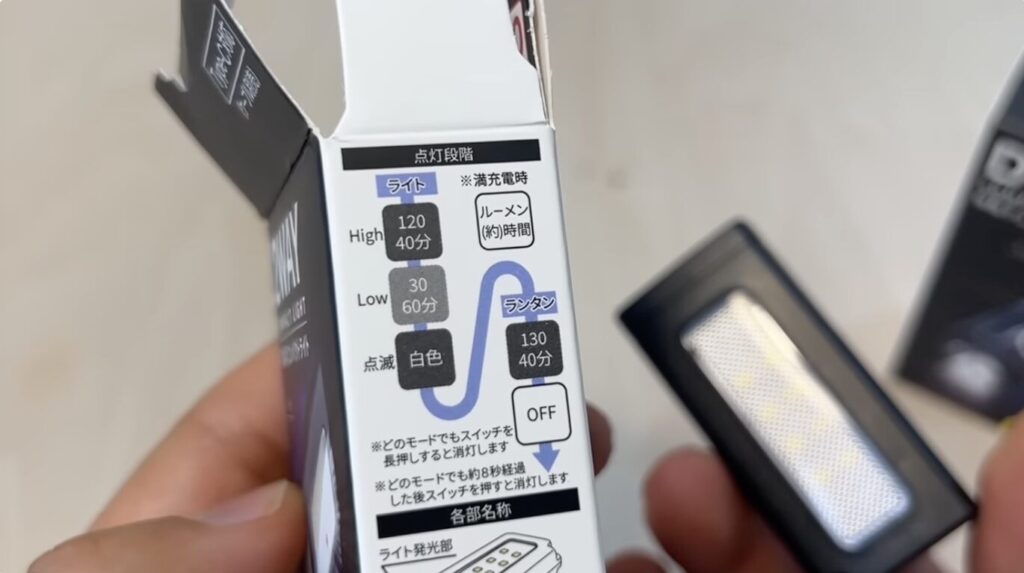 点灯段階
ライト
※満充電時
High
120
40分
ルーメン
(約)時間
Low
30
60分
点滅
白色
ランタン
130
40分
OFF
※どのモードでもスイッチを
長押しすると消灯します
※どのモードでも約8秒経過
した後スイッチを押すと消灯します
各部名称
ライト発光部
WAY
LIGHT